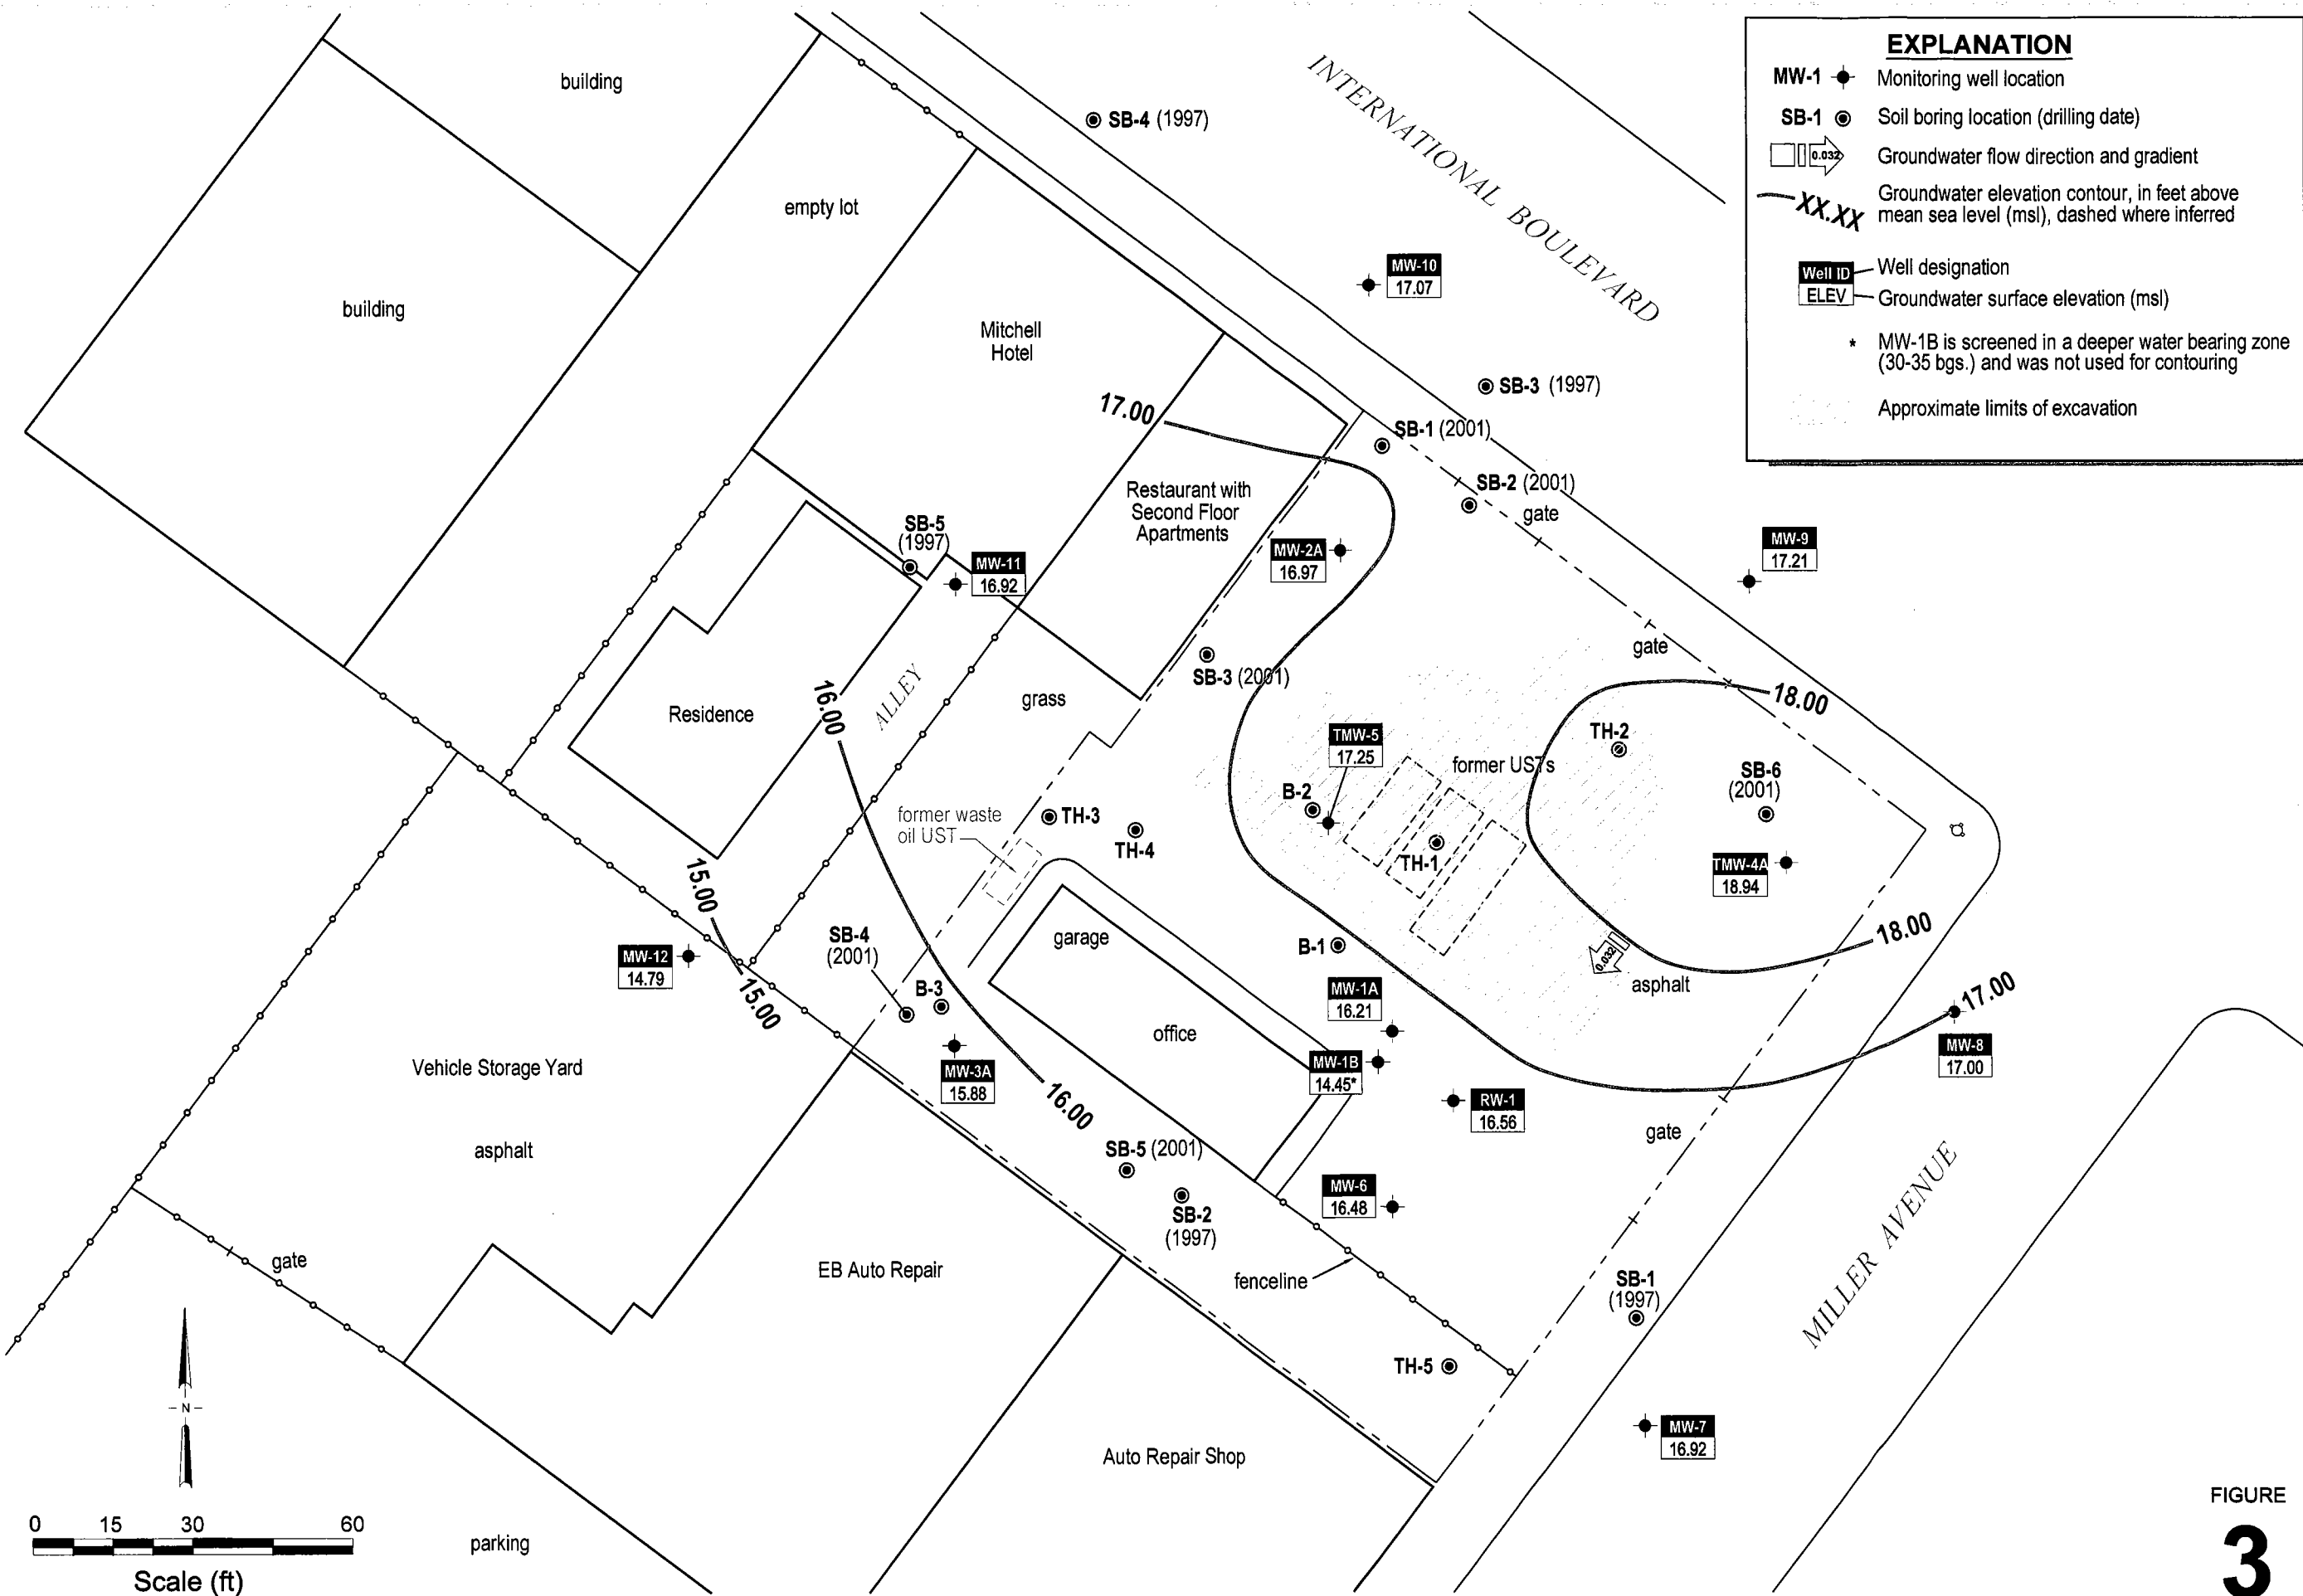 EXPLANATION
MW-1 Monitoring well location
SB-1 Soil boring location (drilling date)
0.032 Groundwater flow direction and gradient
XX.XX Groundwater elevation contour, in feet above
mean sea level (msl), dashed where inferred
Well ID Well designation
ELEV Groundwater surface elevation (msl)
* MW-1B is screened in a deeper water bearing zone
(30-35 bgs.) and was not used for contouring
Approximate limits of excavation
building
SB-4 (1997)
INTERNATIONAL BOULEVARD
empty lot
building
MW-10
17.07
Mitchell
Hotel
SB-3 (1997)
17.00
SB-1 (2001)
SB-2 (2001)
gate
Restaurant with
Second Floor
Apartments
SB-5
(1997)
MW-11
16.92
MW-2A
16.97
MW-9
17.21
gate
SB-3 (2001)
Residence
16.00
ALLEY
grass
18.00
TMW-5
17.25
TH-2
former USTs
SB-6
(2001)
B-2
former waste
oil UST
TH-3
TH-4
TH-1
TMW-4A
18.94
15.00
SB-4
(2001)
garage
B-1
18.00
0.032
asphalt
MW-12
14.79
15.00
B-3
MW-1A
16.21
17.00
office
MW-8
17.00
Vehicle Storage Yard
MW-3A
15.88
MW-1B
14.45*
16.00
RW-1
16.56
asphalt
SB-5 (2001)
gate
MW-6
16.48
SB-2
(1997)
MILLER AVENUE
gate
EB Auto Repair
fenceline
SB-1
(1997)
TH-5
N
MW-7
16.92
Auto Repair Shop
FIGURE
3
0 15 30 60
Scale (ft)
parking